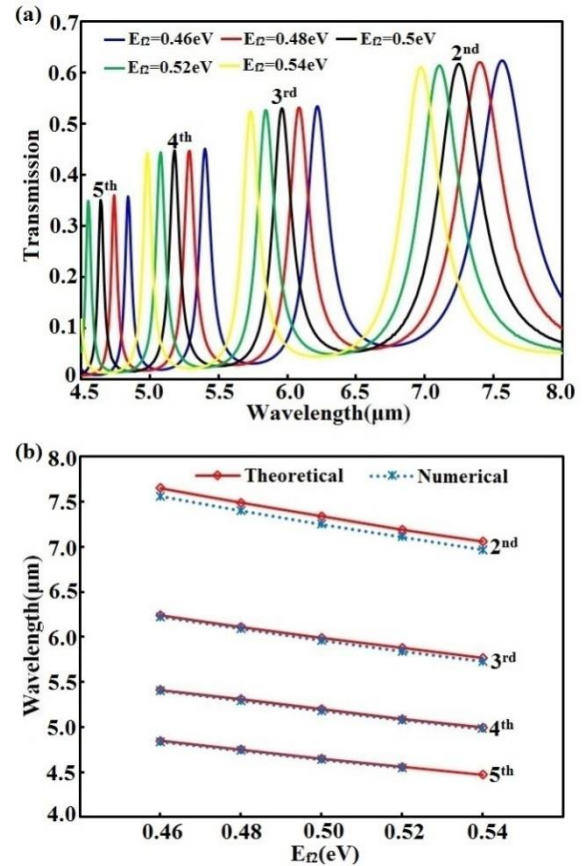 (a)
0.7
0.6
0.5
0.4
0.3
0.2
0.1
0
Transmission
E_f2=0.46eV E_f2=0.48eV E_f2=0.5eV
E_f2=0.52eV E_f2=0.54eV
2nd
3rd
4th
5th
4.5 5.0 5.5 6.0 6.5 7.0 7.5 8.0
Wavelength(μm)
(b)
8.0
7.5
7.0
6.5
6.0
5.5
5.0
4.5
4.0
Wavelength(μm)
Theoretical Numerical
2nd
3rd
4th
5th
0.46 0.48 0.50 0.52 0.54
E_f2(eV)